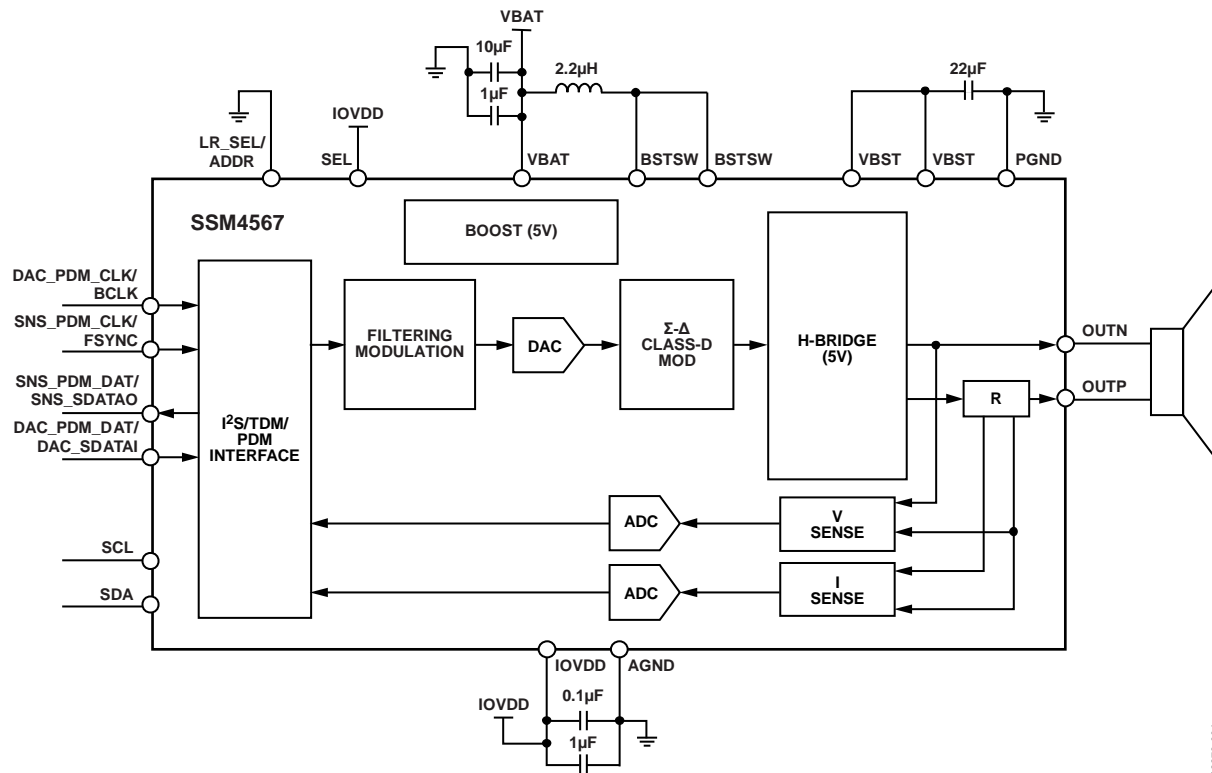 VBAT
10µF
2.2µH
22µF
1µF
IOVDD
LR_SEL/
ADDR
SEL
VBAT
BSTSW
BSTSW
VBST
VBST
PGND
SSM4567
BOOST (5V)
DAC_PDM_CLK/
BCLK
SNS_PDM_CLK/
FSYNC
SNS_PDM_DAT/
SNS_SDATAO
DAC_PDM_DAT/
DAC_SDATAI
SCL
SDA
I²S/TDM/
PDM
INTERFACE
FILTERING
MODULATION
DAC
Σ-Δ
CLASS-D
MOD
H-BRIDGE
(5V)
OUTN
OUTP
R
ADC
V
SENSE
ADC
I
SENSE
IOVDD
AGND
0.1µF
IOVDD
1µF